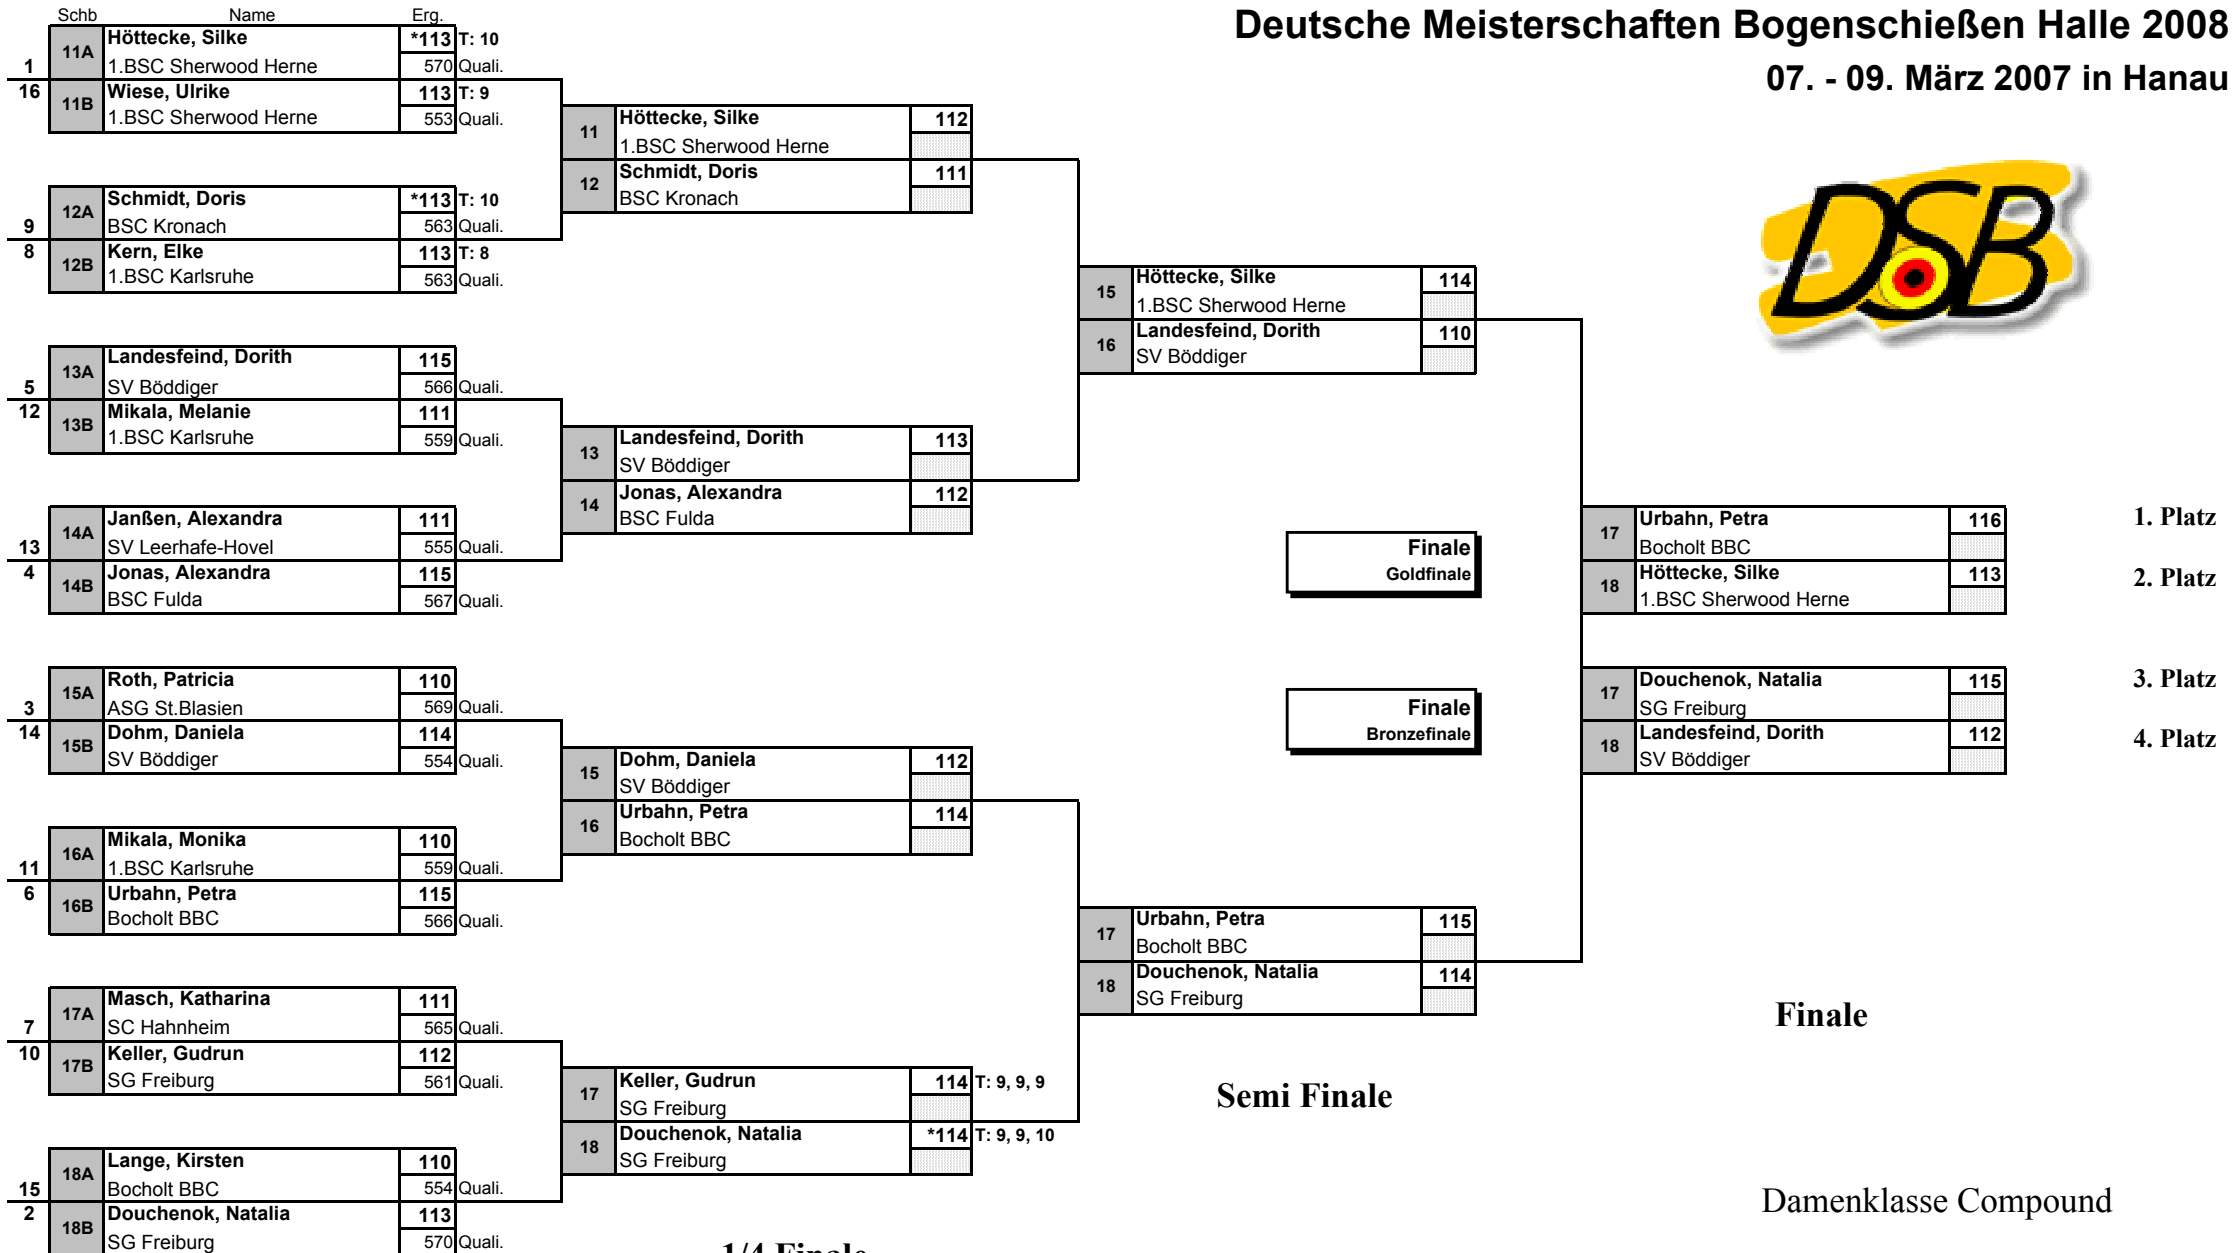 Deutsche Meisterschaften Bogenschießen Halle 2008
07. - 09. März 2007 in Hanau
DSB
Schb Name Erg.
11A Höttecke, Silke *113 T: 10
1 1.BSC Sherwood Herne 570 Quali.
16 11B Wiese, Ulrike 113 T: 9
1.BSC Sherwood Herne 553 Quali.
12A Schmidt, Doris *113 T: 10
9 BSC Kronach 563 Quali.
8 12B Kern, Elke 113 T: 8
1.BSC Karlsruhe 563 Quali.
13A Landesfeind, Dorith 115
5 SV Böddiger 566 Quali.
12 13B Mikala, Melanie 111
1.BSC Karlsruhe 559 Quali.
14A Janßen, Alexandra 111
13 SV Leerhafe-Hovel 555 Quali.
4 14B Jonas, Alexandra 115
BSC Fulda 567 Quali.
15A Roth, Patricia 110
3 ASG St.Blasien 569 Quali.
14 15B Dohm, Daniela 114
SV Böddiger 554 Quali.
16A Mikala, Monika 110
11 1.BSC Karlsruhe 559 Quali.
6 16B Urbahn, Petra 115
Bocholt BBC 566 Quali.
17A Masch, Katharina 111
7 SC Hahnheim 565 Quali.
10 17B Keller, Gudrun 112
SG Freiburg 561 Quali.
18A Lange, Kirsten 110
15 Bocholt BBC 554 Quali.
2 18B Douchenok, Natalia 113
SG Freiburg 570 Quali.
11 Höttecke, Silke 112
1.BSC Sherwood Herne
12 Schmidt, Doris 111
BSC Kronach
13 Landesfeind, Dorith 113
SV Böddiger
14 Jonas, Alexandra 112
BSC Fulda
15 Dohm, Daniela 112
SV Böddiger
16 Urbahn, Petra 114
Bocholt BBC
17 Keller, Gudrun 114 T: 9, 9, 9
SG Freiburg
18 Douchenok, Natalia *114 T: 9, 9, 10
SG Freiburg
1/4 Finale
15 Höttecke, Silke 114
1.BSC Sherwood Herne
16 Landesfeind, Dorith 110
SV Böddiger
17 Urbahn, Petra 115
Bocholt BBC
18 Douchenok, Natalia 114
SG Freiburg
Semi Finale
Finale
Goldfinale
17 Urbahn, Petra 116 1. Platz
Bocholt BBC
18 Höttecke, Silke 113 2. Platz
1.BSC Sherwood Herne
Finale
Bronzefinale
17 Douchenok, Natalia 115 3. Platz
SG Freiburg
18 Landesfeind, Dorith 112 4. Platz
SV Böddiger
Finale
Damenklasse Compound